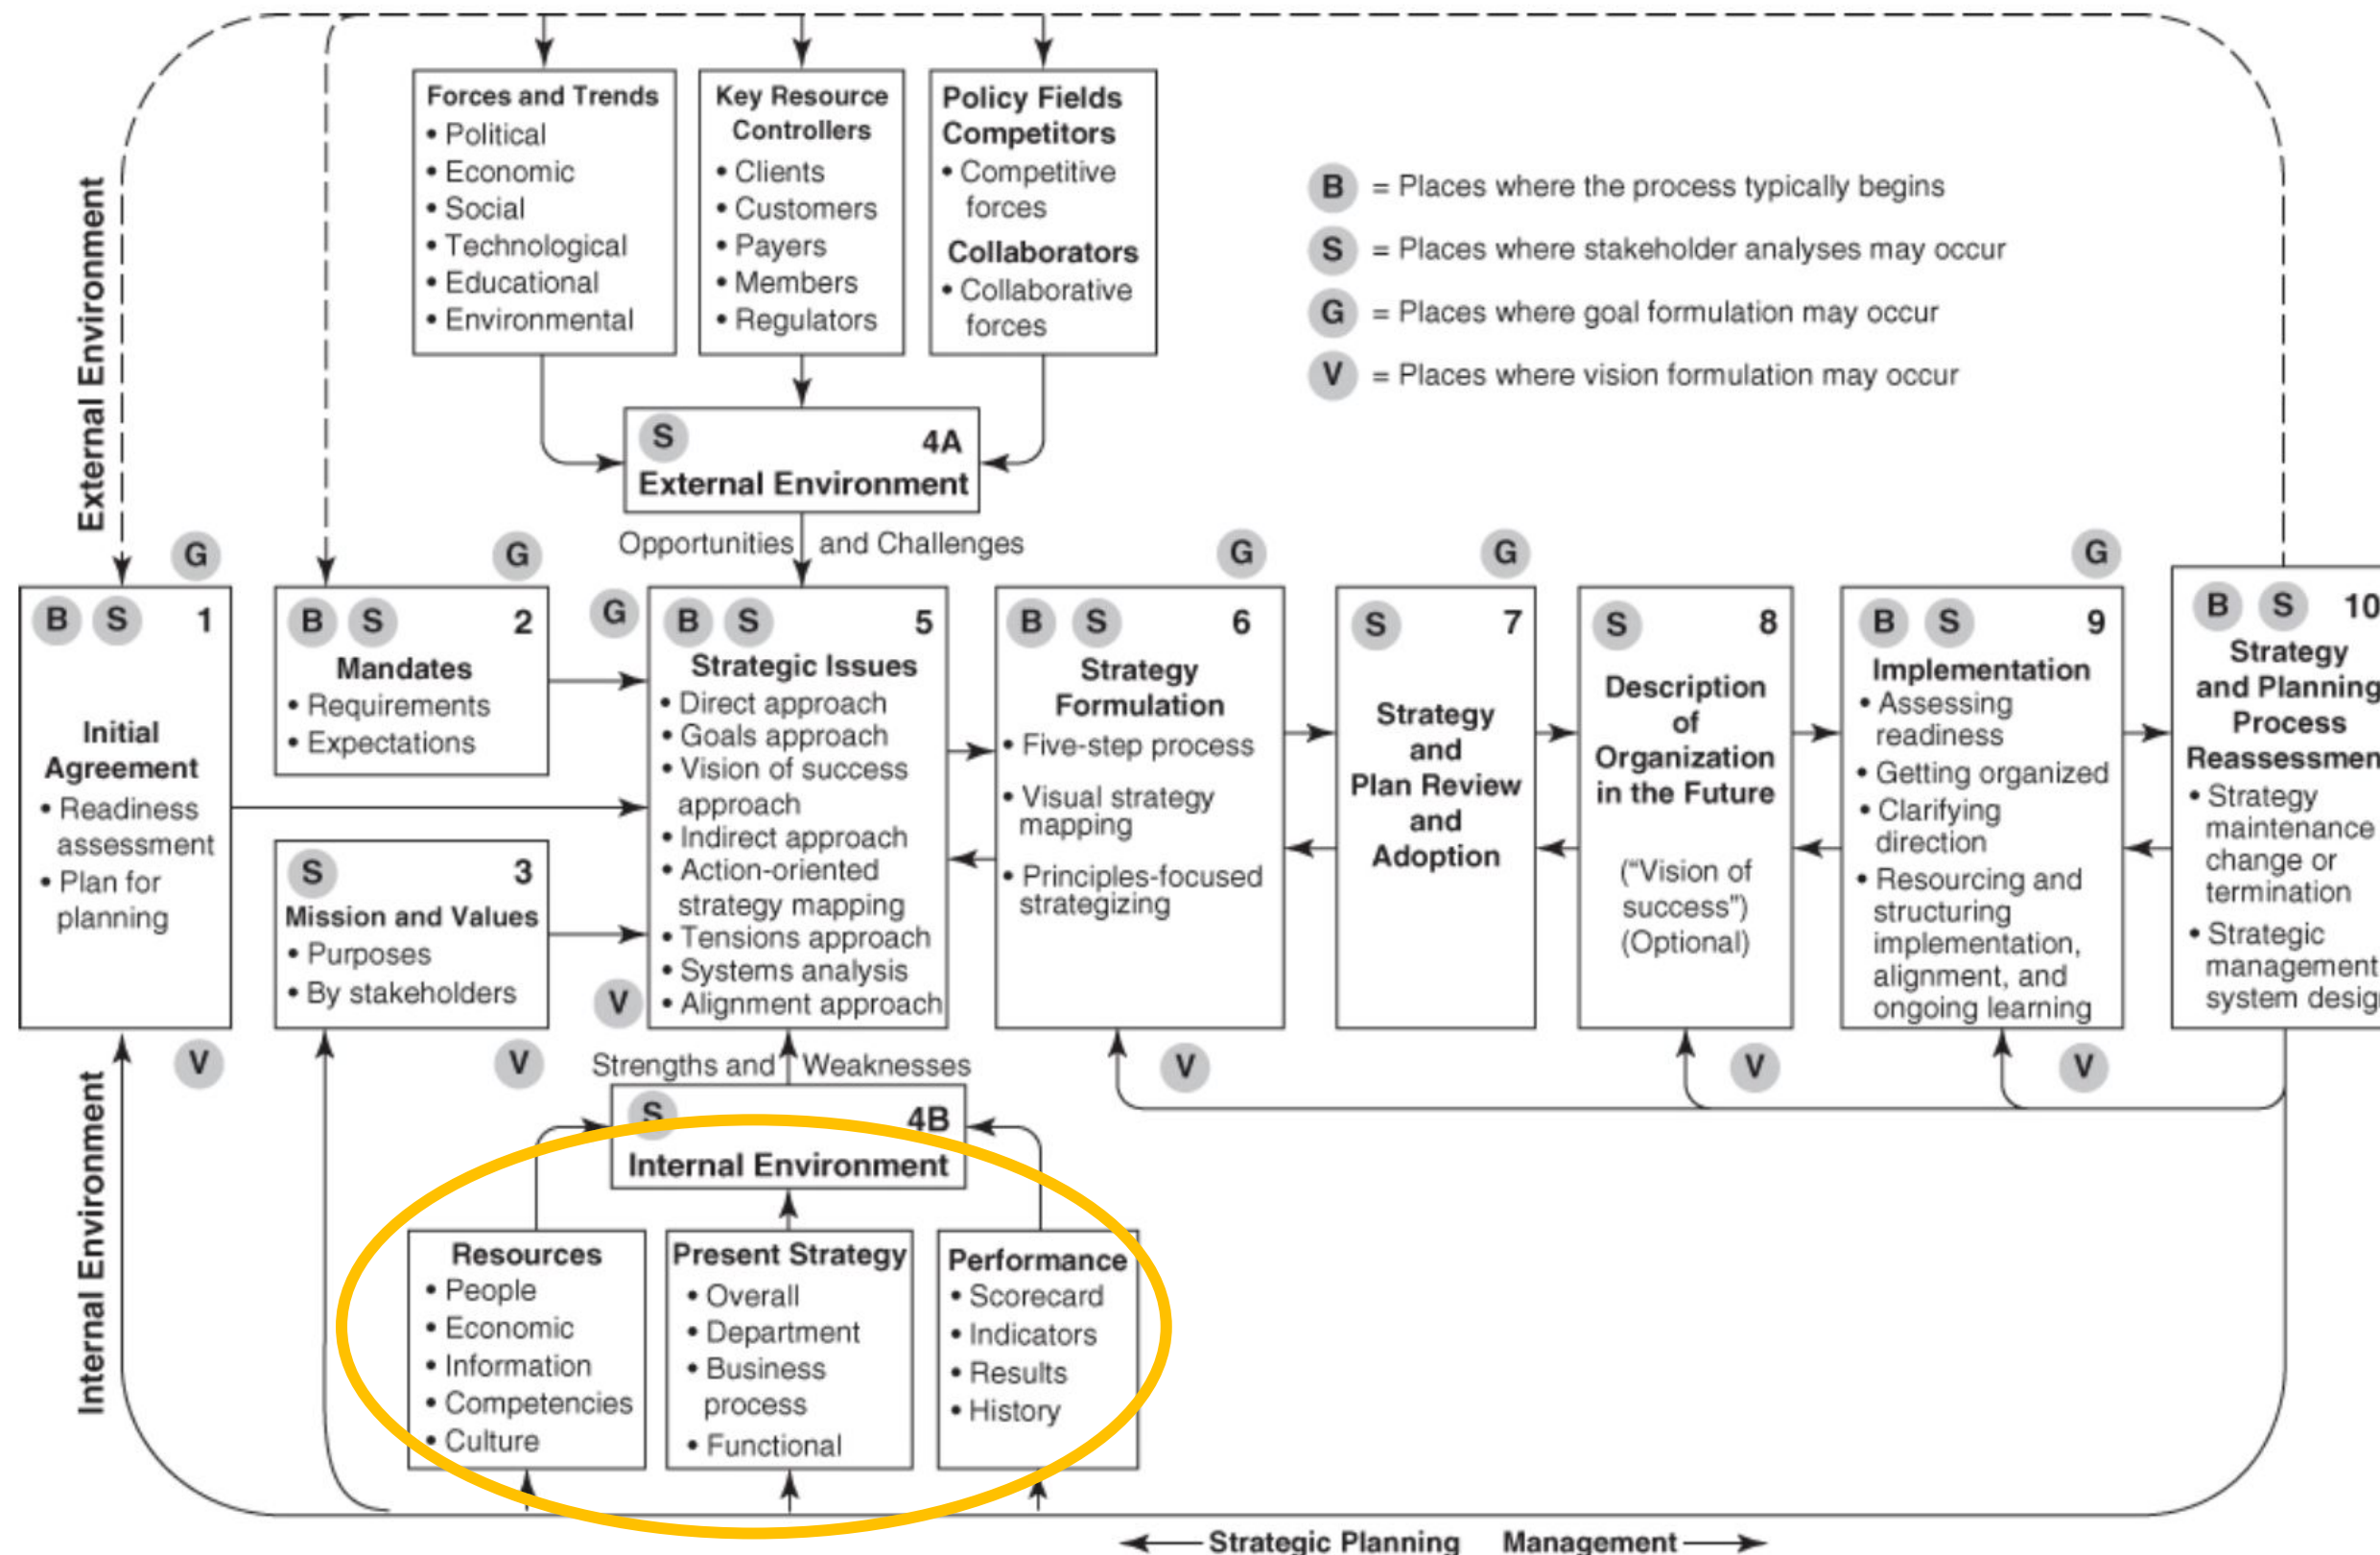 Forces and Trends
• Political
• Economic
• Social
• Technological
• Educational
• Environmental
Key Resource
Controllers
• Clients
• Customers
• Payers
• Members
• Regulators
Policy Fields
Competitors
• Competitive
forces
Collaborators
• Collaborative
forces
B = Places where the process typically begins
S = Places where stakeholder analyses may occur
G = Places where goal formulation may occur
V = Places where vision formulation may occur
External Environment
S 4A
External Environment
Opportunities and Challenges
G
B S 1
Initial
Agreement
• Readiness
assessment
• Plan for
planning
V
G
B S 2
Mandates
• Requirements
• Expectations
S 3
Mission and Values
• Purposes
• By stakeholders
V
G
B S 5
Strategic Issues
• Direct approach
• Goals approach
• Vision of success
approach
• Indirect approach
• Action-oriented
strategy mapping
• Tensions approach
• Systems analysis
• Alignment approach
V
G
B S 6
Strategy
Formulation
• Five-step process
• Visual strategy
mapping
• Principles-focused
strategizing
V
G
S 7
Strategy
and
Plan Review
and
Adoption
S 8
Description
of
Organization
in the Future
(“Vision of
success”)
(Optional)
V
G
B S 9
Implementation
• Assessing
readiness
• Getting organized
• Clarifying
direction
• Resourcing and
structuring
implementation,
alignment, and
ongoing learning
V
B S 10
Strategy
and Planning
Process
Reassessmen
• Strategy
maintenance
change or
termination
• Strategic
management
system desig
Internal Environment
Strengths and Weaknesses
S 4B
Internal Environment
Resources
• People
• Economic
• Information
• Competencies
• Culture
Present Strategy
• Overall
• Department
• Business
process
• Functional
Performance
• Scorecard
• Indicators
• Results
• History
Strategic Planning Management